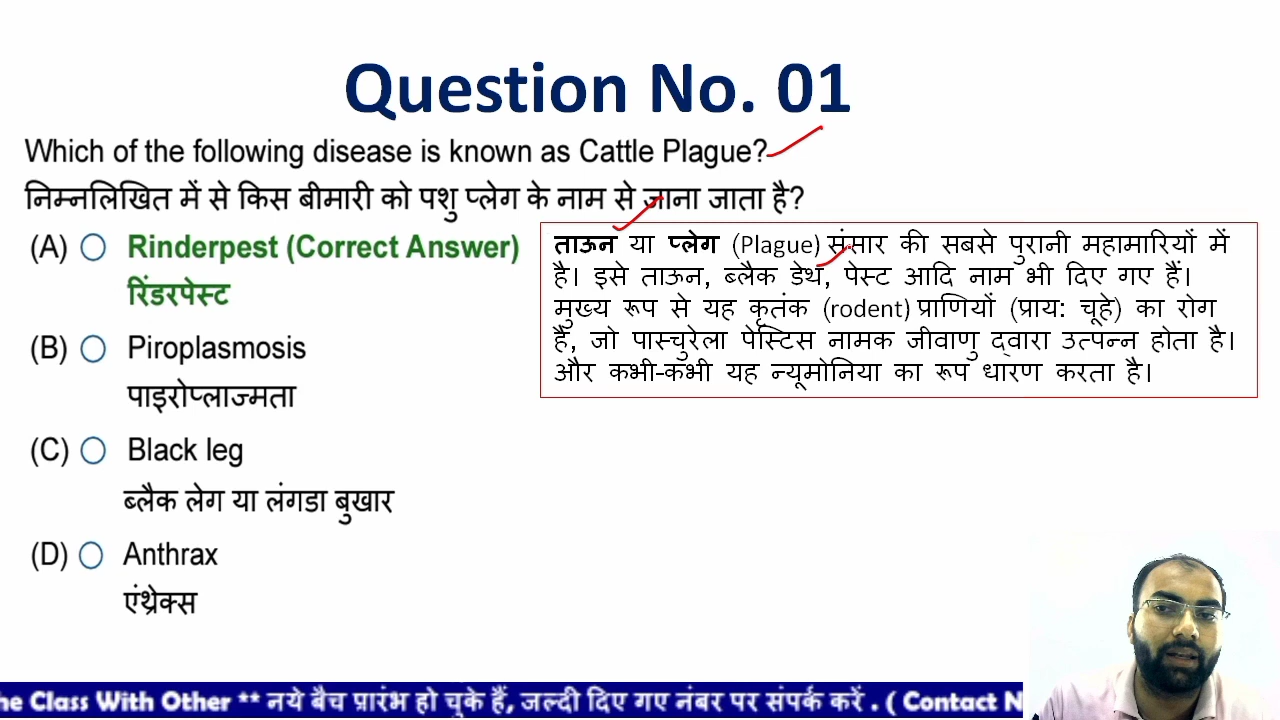 Question No. 01
Which of the following disease is known as Cattle Plague?
निम्नलिखित में से किस बीमारी को पशु प्लेग के नाम से जाना जाता है?
(A) Rinderpest (Correct Answer)
रिंडरपेस्ट
(B) Piroplasmosis
पाइरोप्लाज्मता
(C) Black leg
ब्लैक लेग या लंगडा बुखार
(D) Anthrax
एंथ्रेक्स
ताऊन या प्लेग (Plague) संसार की सबसे पुरानी महामारियों में
है। इसे ताऊन, ब्लैक डेथ, पेस्ट आदि नाम भी दिए गए हैं।
मुख्य रूप से यह कृतंक (rodent) प्राणियों (प्राय: चूहे) का रोग
है, जो पास्चुरेला पेस्टिस नामक जीवाणु द्वारा उत्पन्न होता है।
और कभी-कभी यह न्यूमोनिया का रूप धारण करता है।
he Class With Other ** नये बैच प्रारंभ हो चुके हैं, जल्दी दिए गए नंबर पर संपर्क करें . ( Contact N